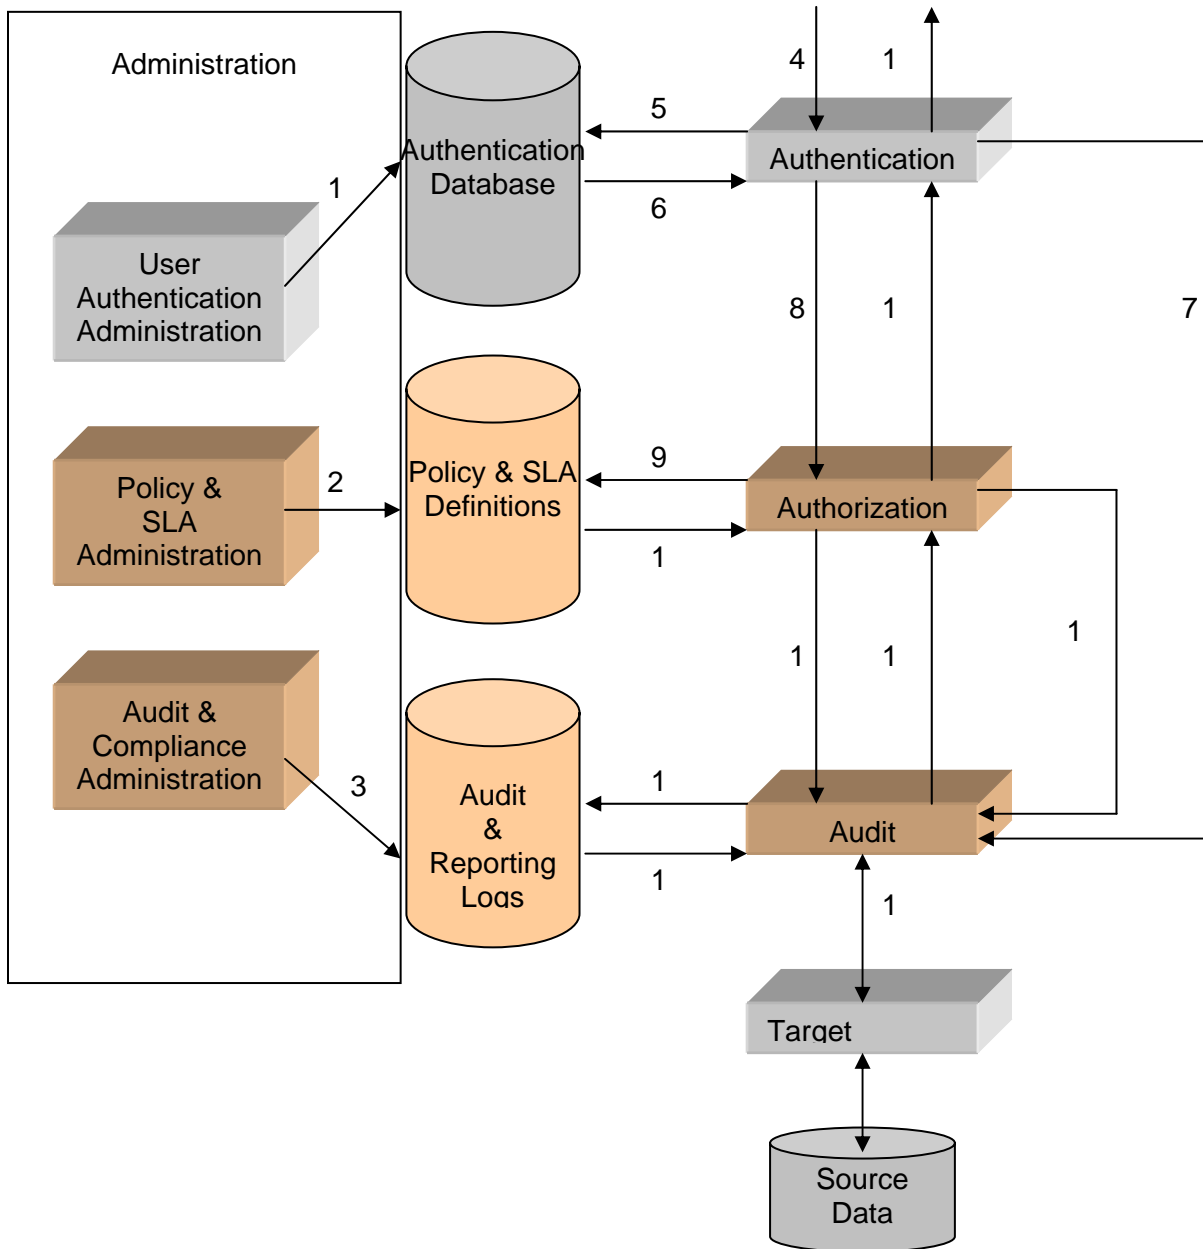 Administration
4
1
5
Authentication
Database
Authentication
1
6
User
Authentication
Administration
8
1
7
9
Policy & SLA
Definitions
Policy &
SLA
Administration
2
Authorization
1
1
1
1
Audit &
Compliance
Administration
3
1
Audit
&
Reporting
Logs
Audit
1
1
Target
Source
Data